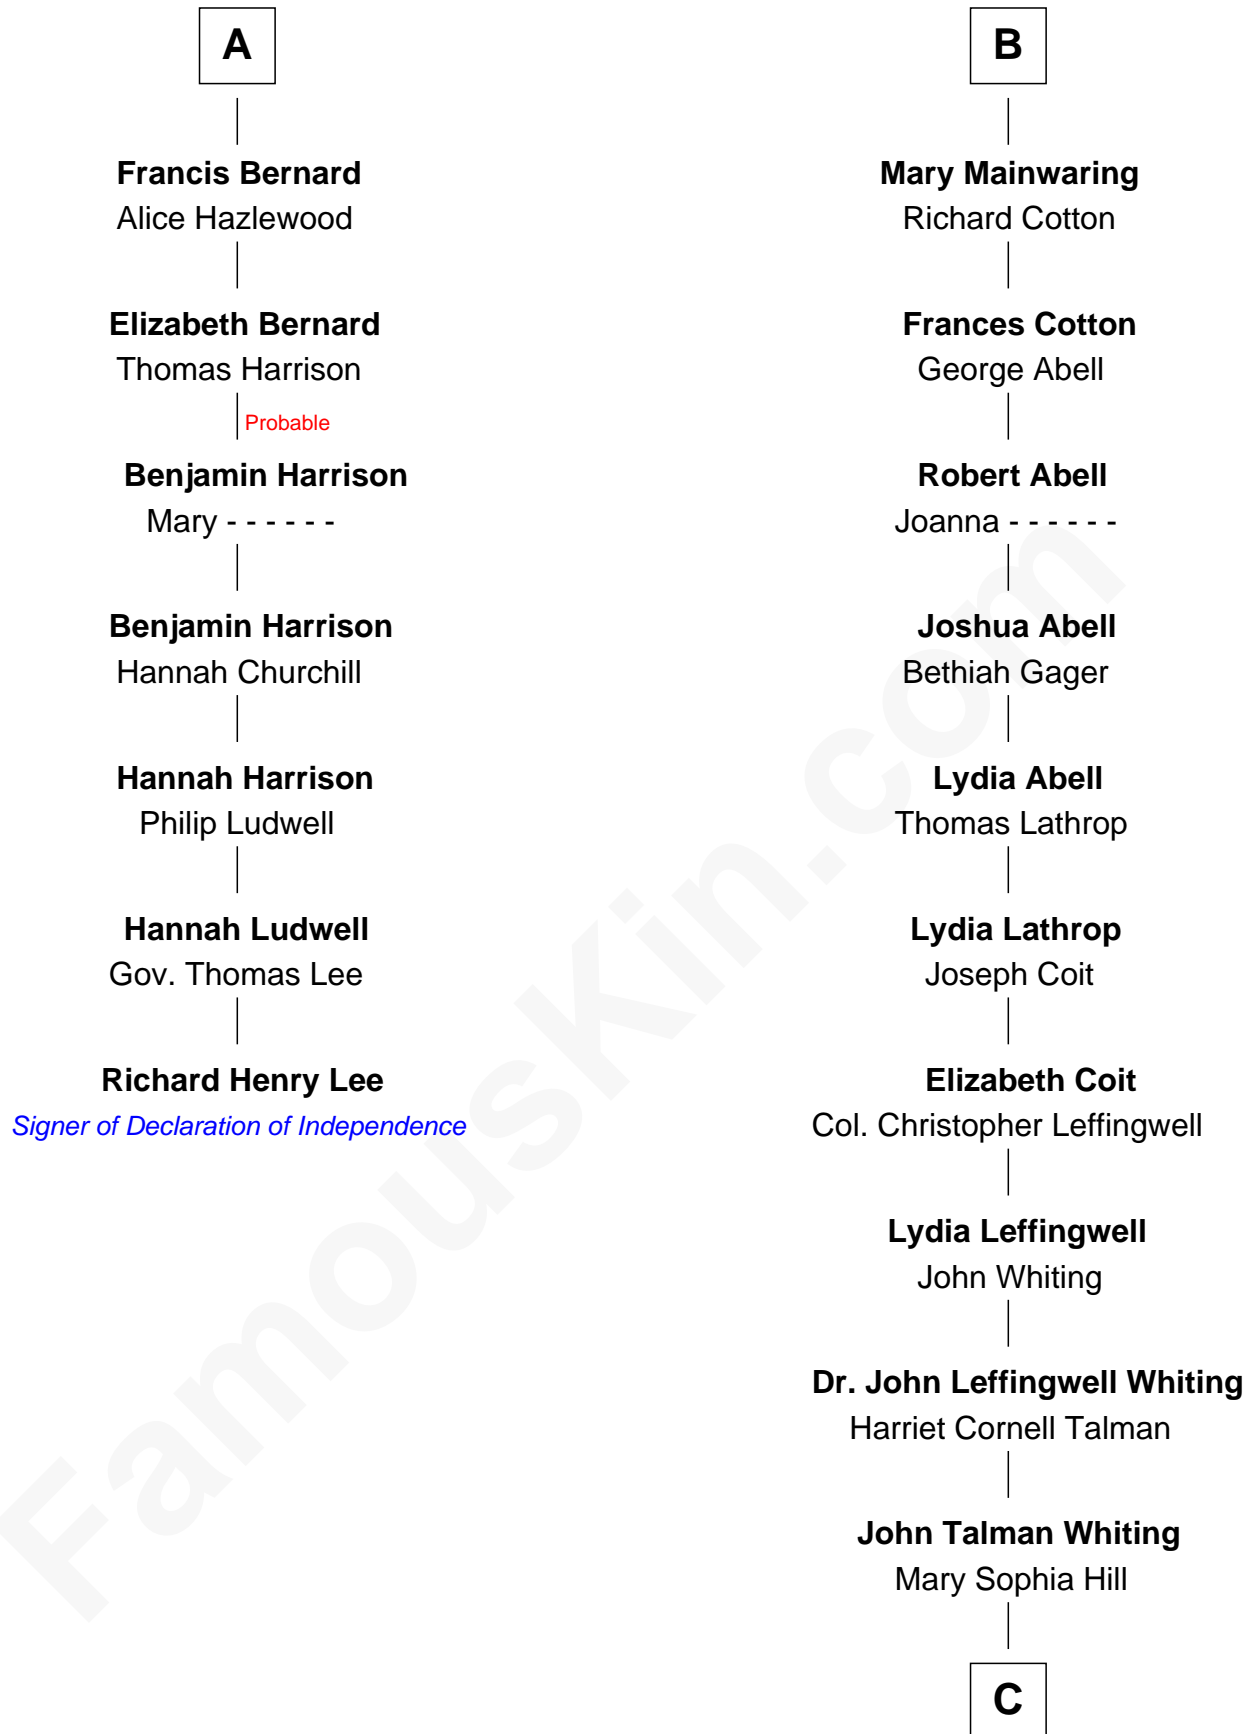 A
Francis Bernard
Alice Hazlewood
Elizabeth Bernard
Thomas Harrison
Probable
Benjamin Harrison
Mary - - - - - -
Benjamin Harrison
Hannah Churchill
Hannah Harrison
Philip Ludwell
Hannah Ludwell
Gov. Thomas Lee
Richard Henry Lee
Signer of Declaration of Independence
B
Mary Mainwaring
Richard Cotton
Frances Cotton
George Abell
Robert Abell
Joanna - - - - - -
Joshua Abell
Bethiah Gager
Lydia Abell
Thomas Lathrop
Lydia Lathrop
Joseph Coit
Elizabeth Coit
Col. Christopher Leffingwell
Lydia Leffingwell
John Whiting
Dr. John Leffingwell Whiting
Harriet Cornell Talman
John Talman Whiting
Mary Sophia Hill
C
FamousKin.com